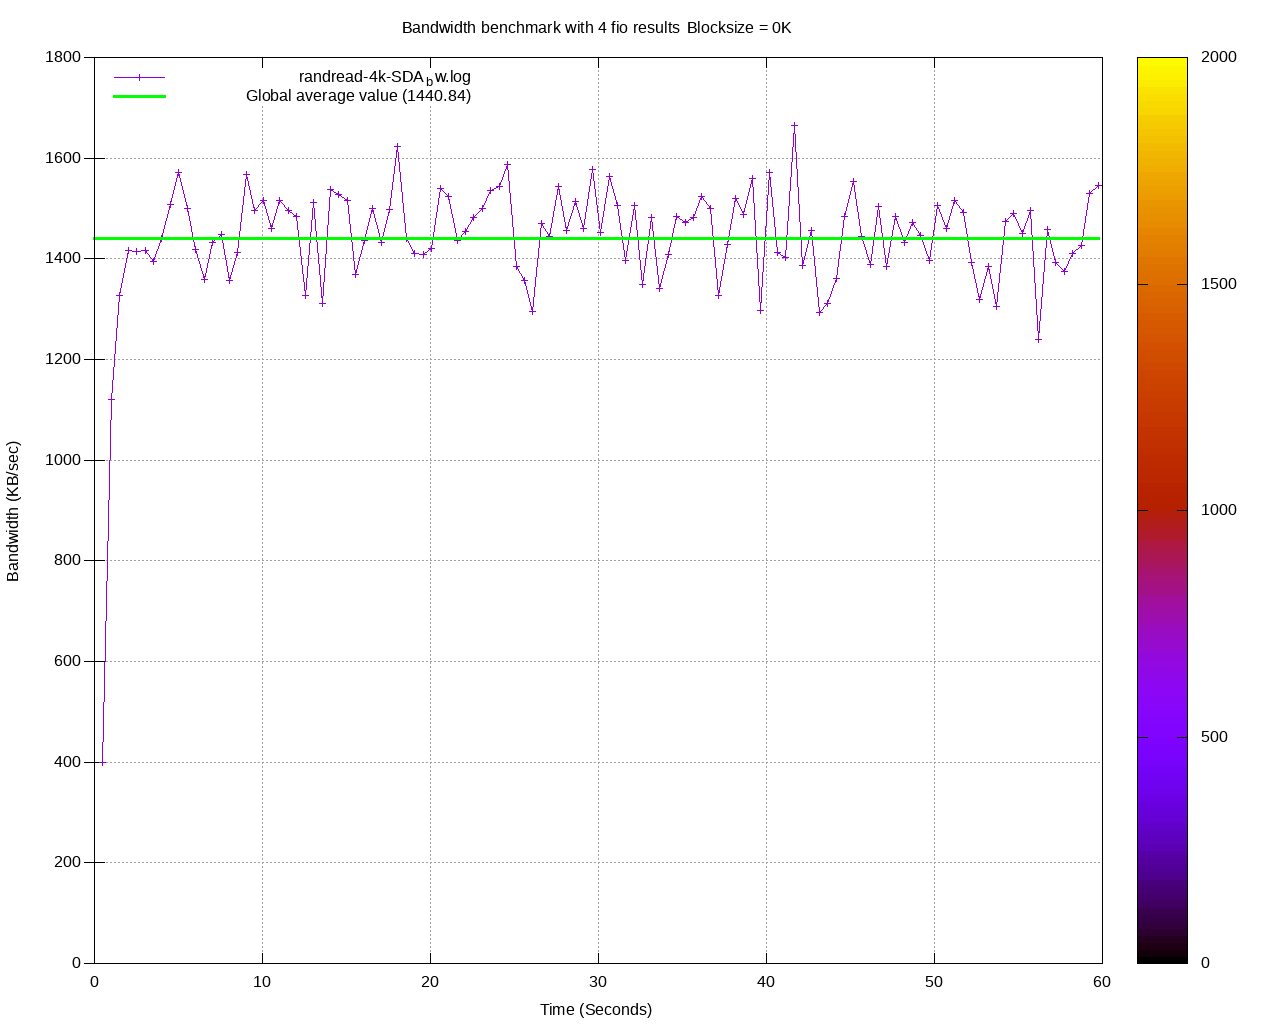 Bandwidth benchmark with 4 fio results Blocksize = 0K
randread-4k-SDA_bw.log
Global average value (1440.84)
Bandwidth (KB/sec)
1800
1600
1400
1200
1000
800
600
400
200
0
0 10 20 30 40 50 60
Time (Seconds)
2000
1500
1000
500
0